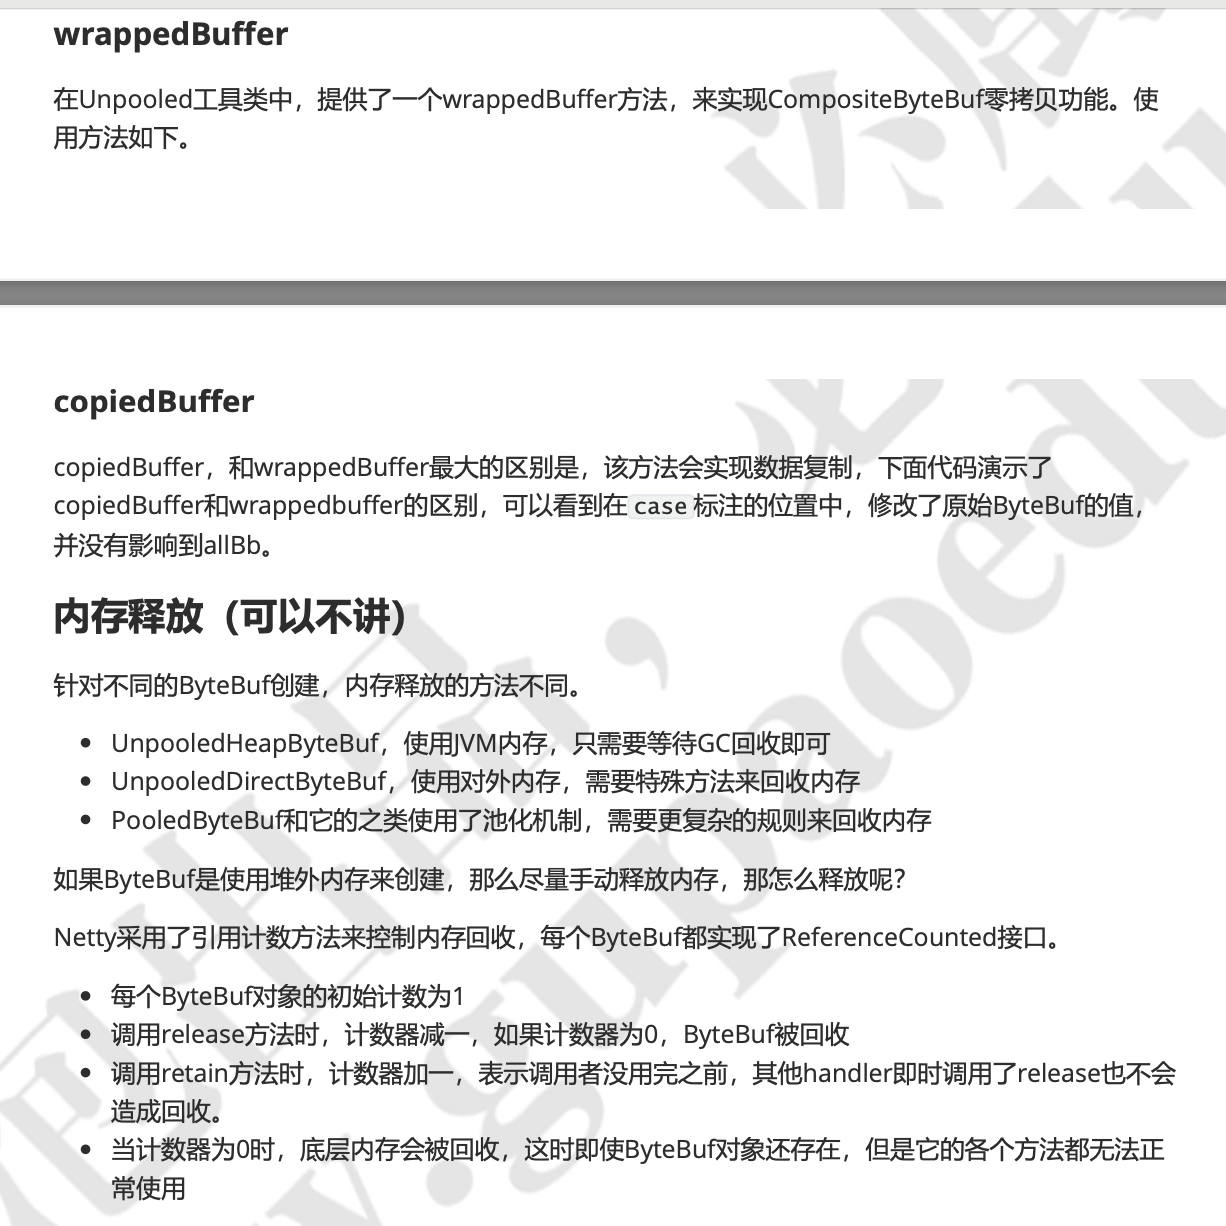 wrappedBuffer
在Unpooled工具类中，提供了一个wrappedBuffer方法，来实现CompositeByteBuf零拷贝功能。使
用方法如下。
copiedBuffer
copiedBuffer，和wrappedBuffer最大的区别是，该方法会实现数据复制，下面代码演示了
copiedBuffer和wrappedbuffer的区别，可以看到在case标注的位置中，修改了原始ByteBuf的值，
并没有影响到allBb。
内存释放（可以不讲）
针对不同的ByteBuf创建，内存释放的方法不同。
UnpooledHeapByteBuf，使用JVM内存，只需要等待GC回收即可
UnpooledDirectByteBuf，使用对外内存，需要特殊方法来回收内存
PooledByteBuf和它的之类使用了池化机制，需要更复杂的规则来回收内存
如果ByteBuf是使用堆外内存来创建，那么尽量手动释放内存，那怎么释放呢？
Netty采用了引用计数方法来控制内存回收，每个ByteBuf都实现了ReferenceCounted接口。
每个ByteBuf对象的初始计数为1
调用release方法时，计数器减一，如果计数器为0，ByteBuf被回收
调用retain方法时，计数器加一，表示调用者没用完之前，其他handler即时调用了release也不会
造成回收。
当计数器为0时，底层内存会被回收，这时即使ByteBuf对象还存在，但是它的各个方法都无法正
常使用